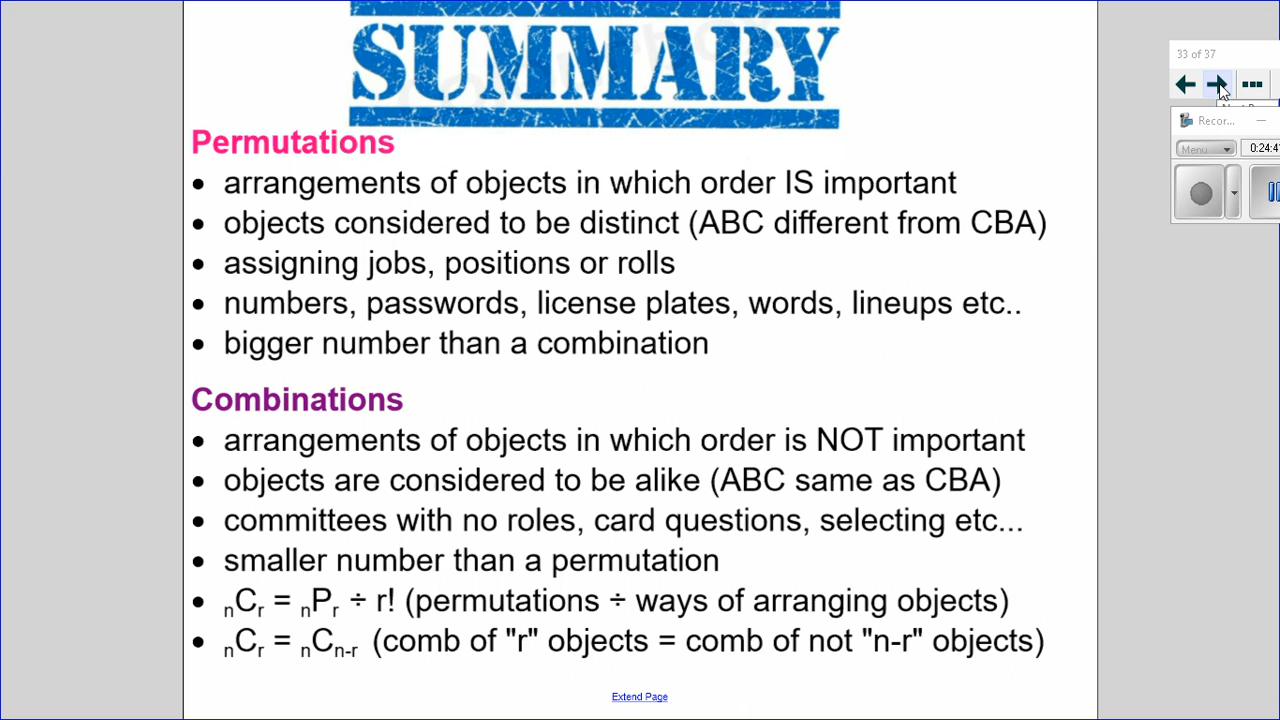 SUMMARY
33 of 37
Recor...
Menu
0:24:4
Permutations
• arrangements of objects in which order IS important
• objects considered to be distinct (ABC different from CBA)
• assigning jobs, positions or rolls
• numbers, passwords, license plates, words, lineups etc..
• bigger number than a combination
Combinations
• arrangements of objects in which order is NOT important
• objects are considered to be alike (ABC same as CBA)
• committees with no roles, card questions, selecting etc...
• smaller number than a permutation
• nCr = nPr ÷ r! (permutations ÷ ways of arranging objects)
• nCr = nCn-r (comb of "r" objects = comb of not "n-r" objects)
Extend Page